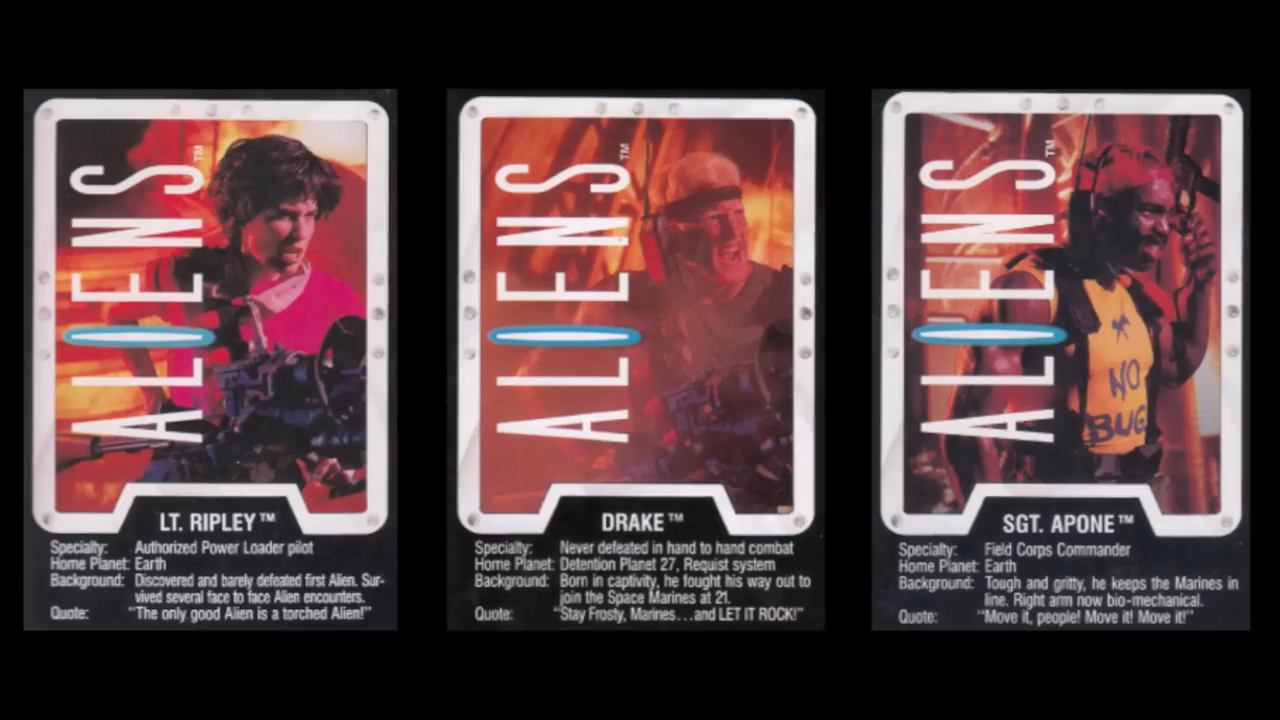 ALIENS™
LT. RIPLEY™
Specialty: Authorized Power Loader pilot
Home Planet: Earth
Background: Discovered and barely defeated first Alien. Sur-
vived several face to face Alien encounters.
Quote: "The only good Alien is a torched Alien!"
ALIENS™
DRAKE™
Specialty: Never defeated in hand to hand combat
Home Planet: Detention Planet 27, Requist system
Background: Born in captivity, he fought his way out to
join the Space Marines at 21.
Quote: "Stay Frosty, Marines...and LET IT ROCK!"
ALIENS™
NO
BUG
SGT. APONE™
Specialty: Field Corps Commander
Home Planet: Earth
Background: Tough and gritty, he keeps the Marines in
line. Right arm now bio-mechanical.
Quote: "Move it, people! Move it! Move it!"